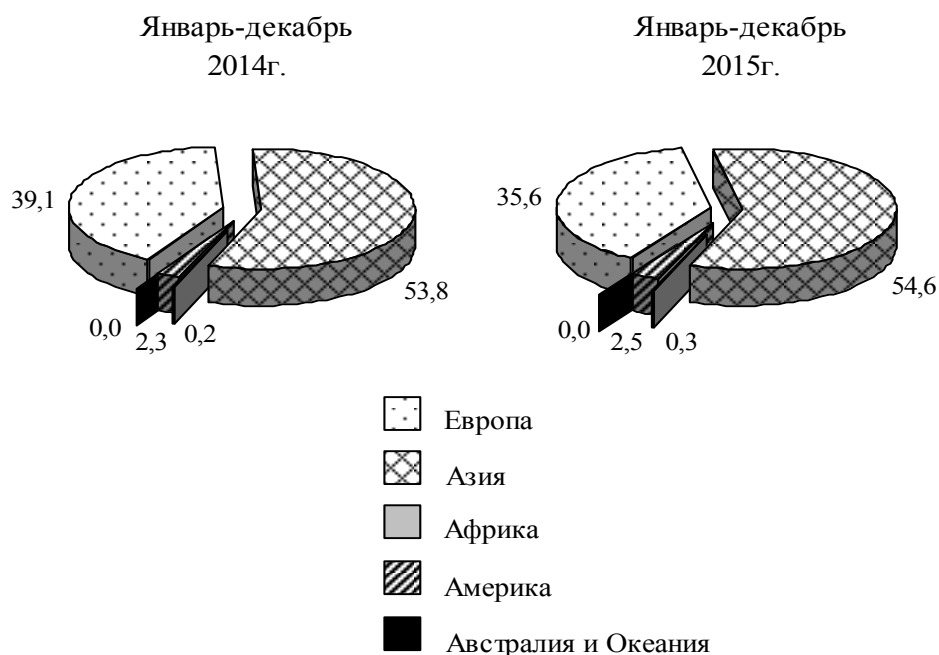 Январь-декабрь
2014г.
Январь-декабрь
2015г.
39,1
53,8
0,0
2,3
0,2
35,6
54,6
0,0
2,5
0,3
Европа
Азия
Африка
Америка
Австралия и Океания